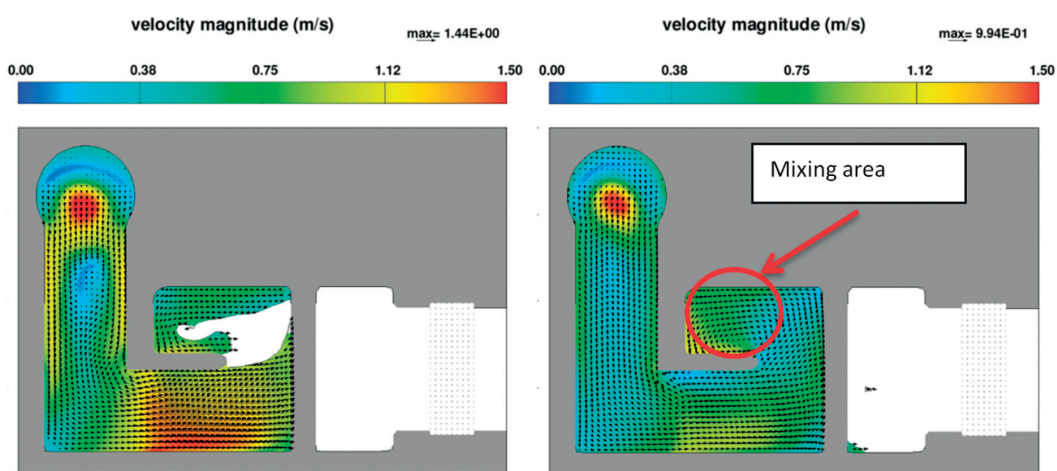 velocity magnitude (m/s)
max= 1.44E+00
0.00 0.38 0.75 1.12 1.50
velocity magnitude (m/s)
max= 9.94E-01
0.00 0.38 0.75 1.12 1.50
Mixing area